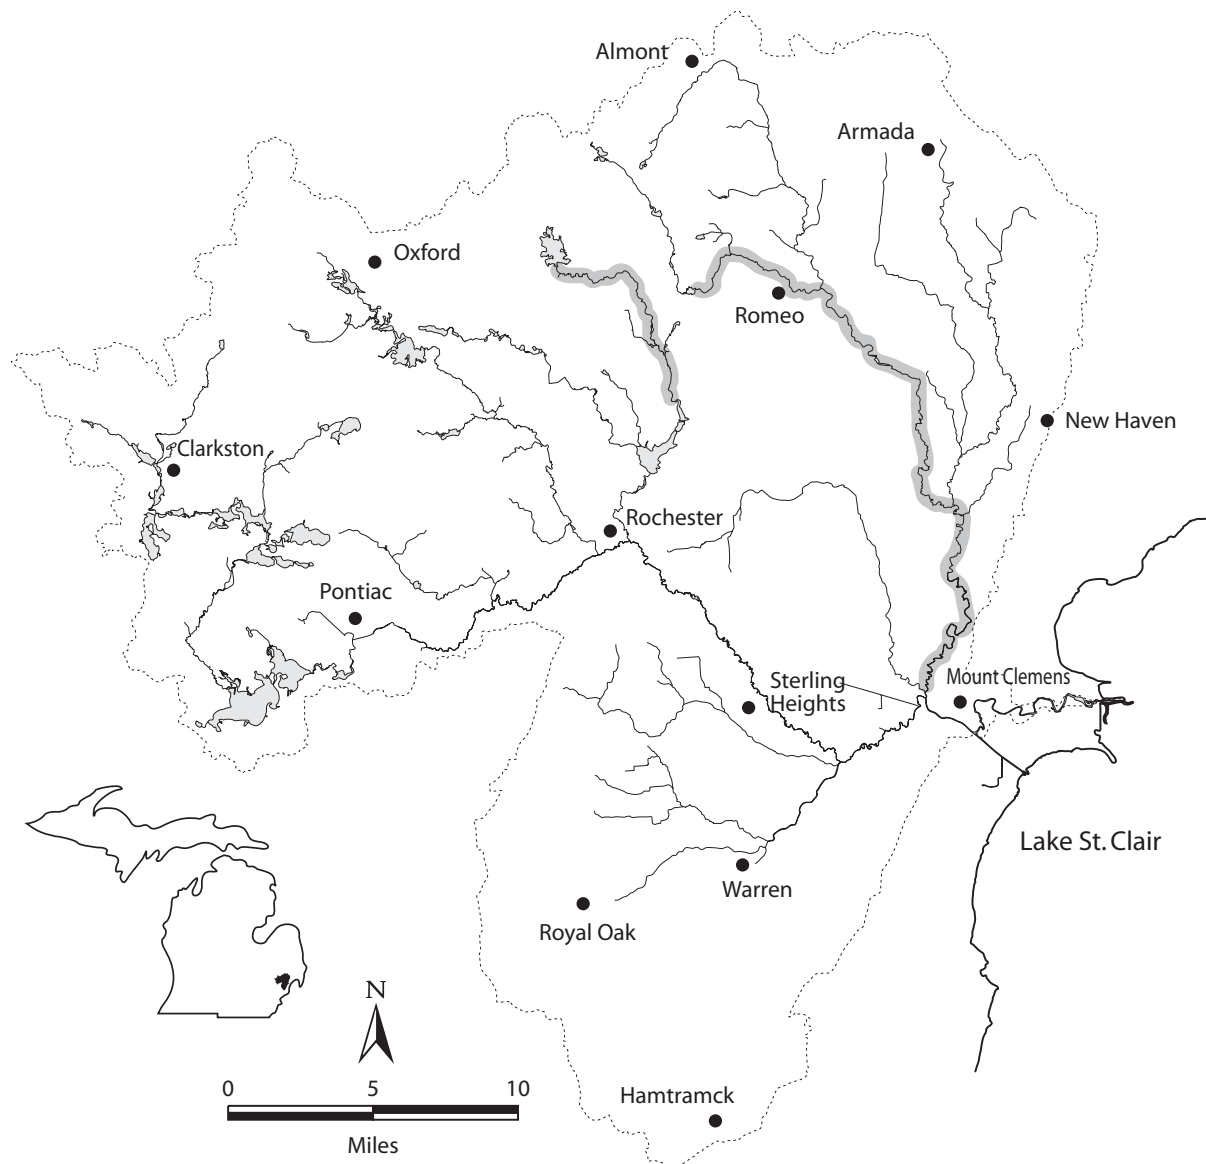 Almont
Armada
Oxford
Romeo
New Haven
Clarkston
Rochester
Pontiac
Mount Clemens
Sterling
Heights
Lake St. Clair
Warren
Royal Oak
N
0 5 10
Miles
Hamtramck